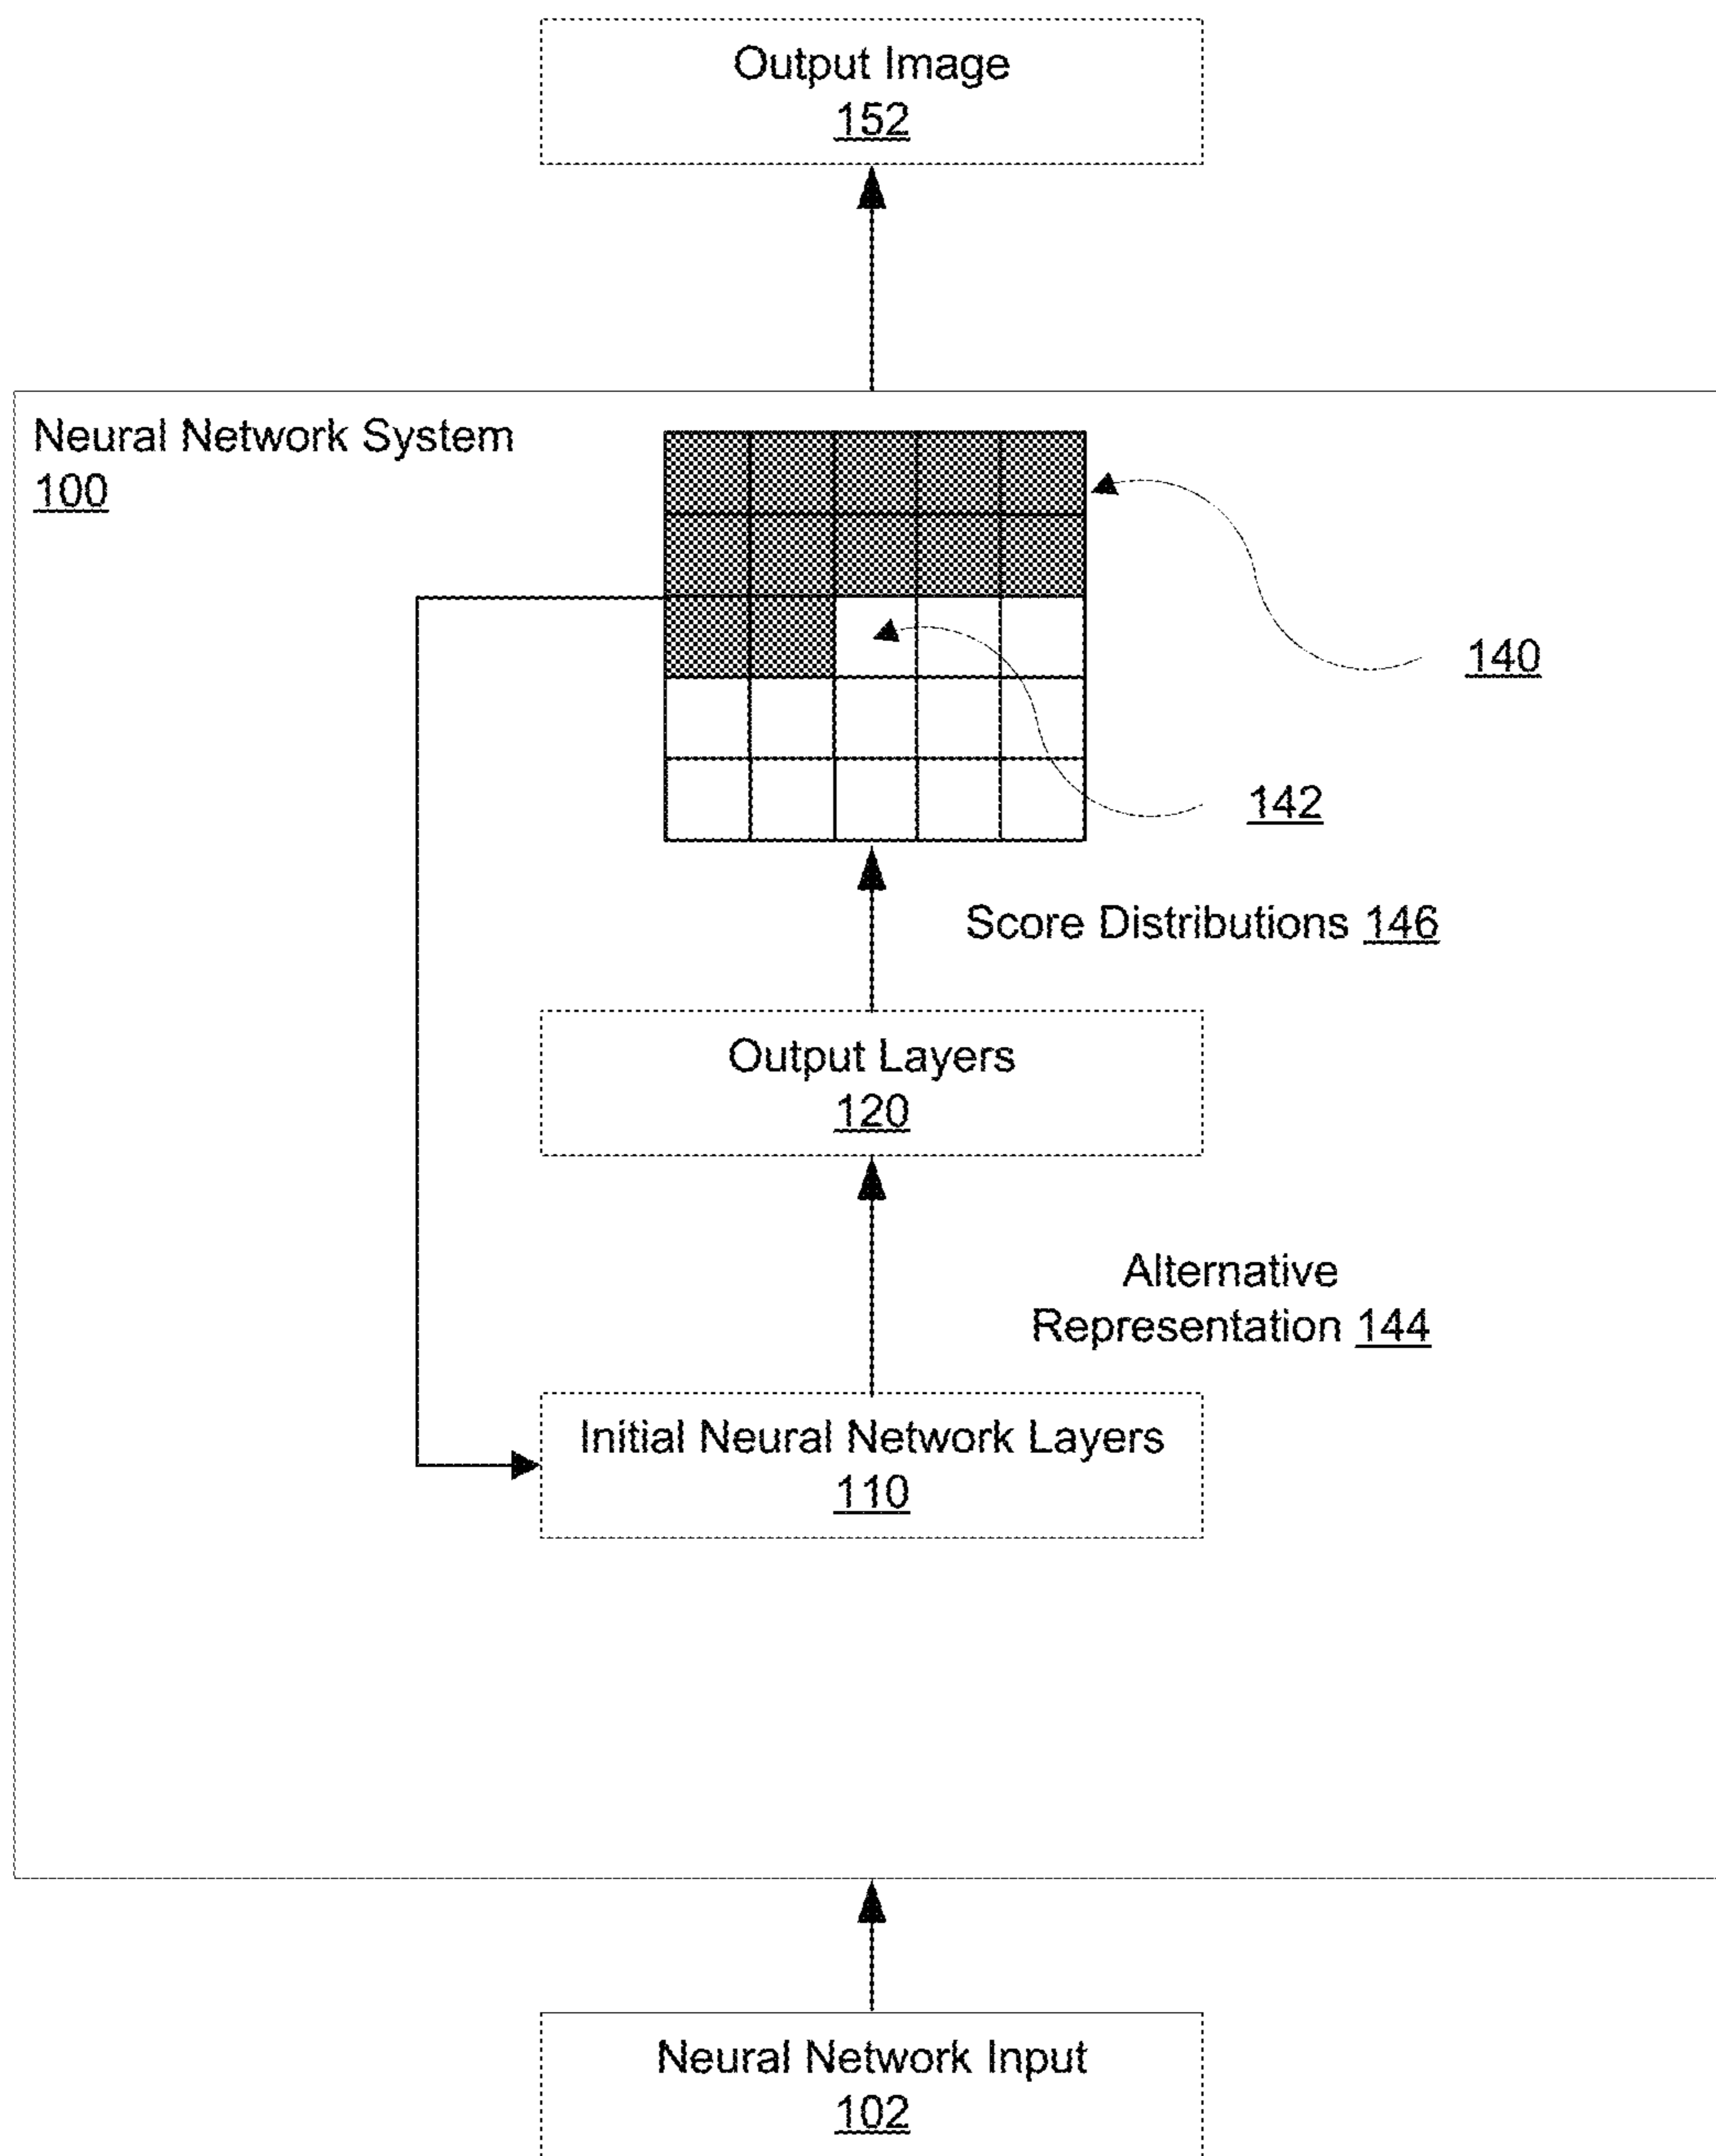 Output Image
152
Neural Network System
100
140
142
Score Distributions 146
Output Layers
120
Alternative
Representation 144
Initial Neural Network Layers
110
Neural Network Input
102